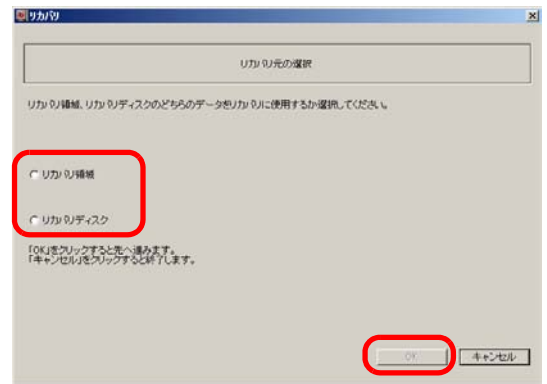 リカバリ
リカバリ元の選択
リカバリ領域、リカバリディスクのどちらのデータをリカバリに使用するか選択してください。
リカバリ領域
リカバリディスク
「OK」をクリックすると先へ進みます。
「キャンセル」をクリックすると終了します。
OK
キャンセル